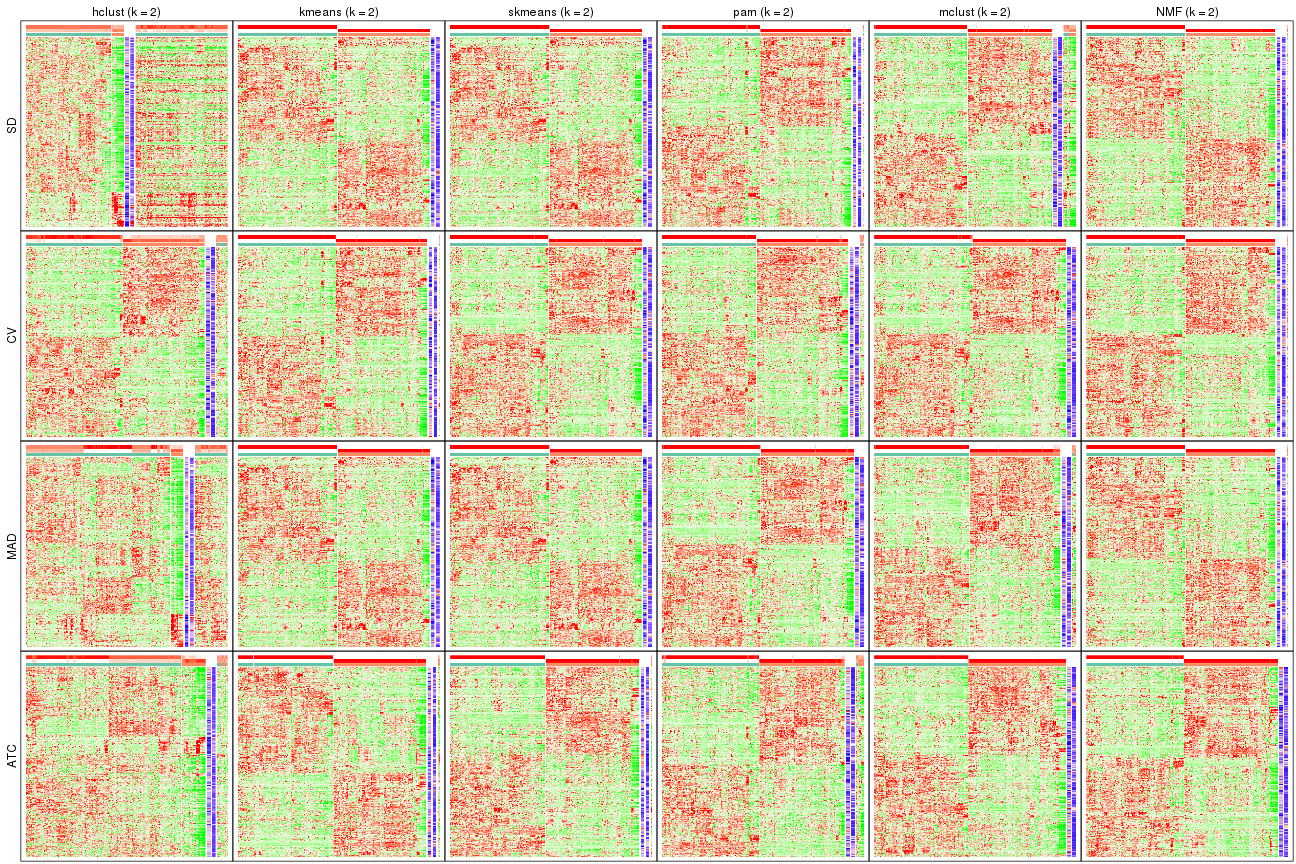 hclust (k = 2) kmeans (k = 2) skmeans (k = 2) pam (k = 2) mclust (k = 2) NMF (k = 2)
SD
CV
MAD
ATC